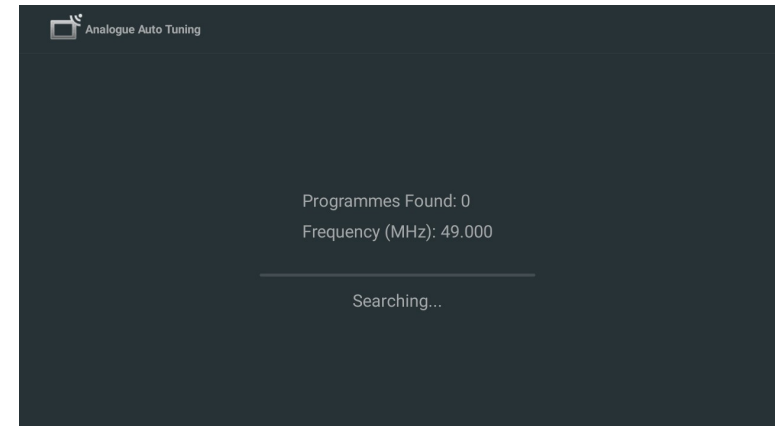 Analogue Auto Tuning
Programmes Found: 0
Frequency (MHz): 49.000
Searching...